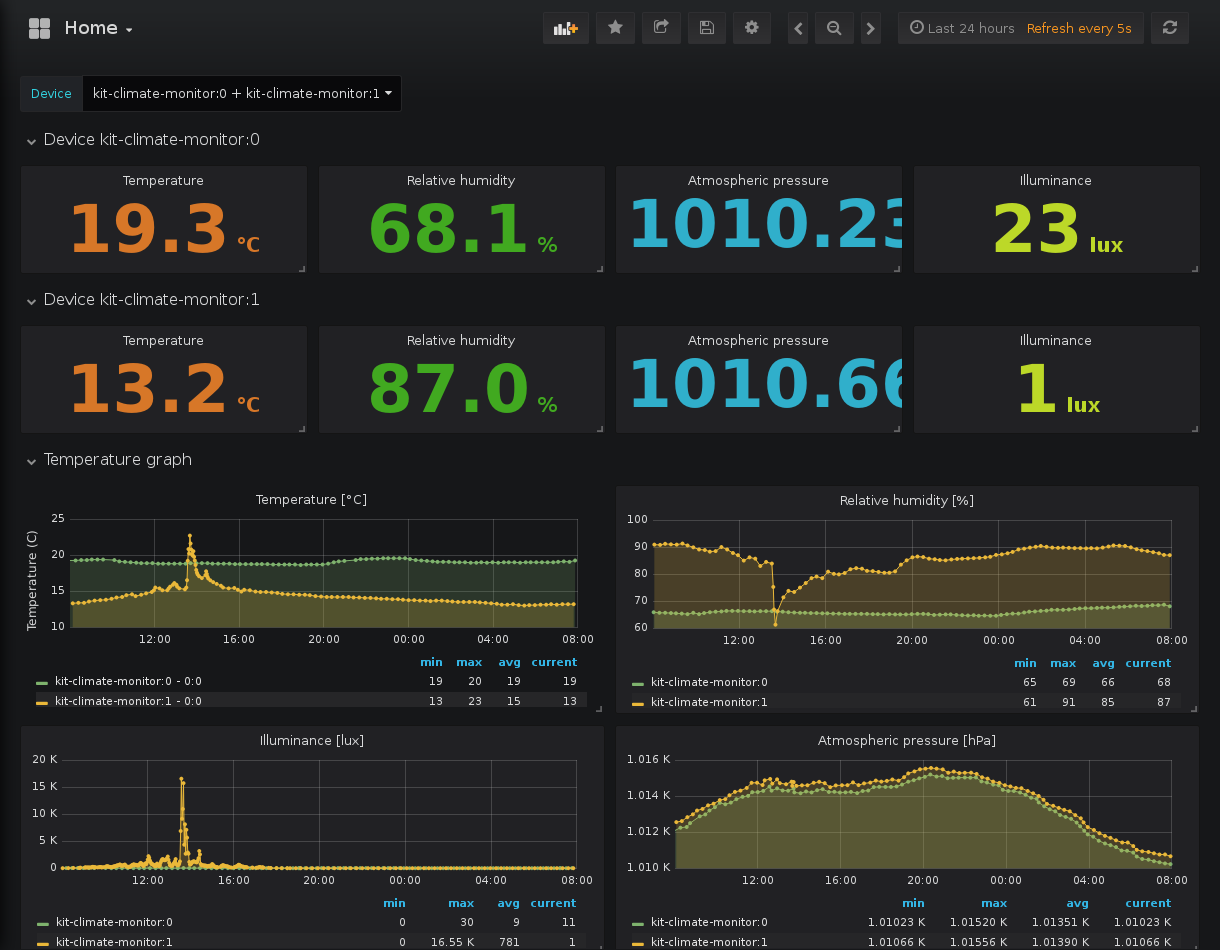 Home
Last 24 hours Refresh every 5s
Device kit-climate-monitor:0 + kit-climate-monitor:1
Device kit-climate-monitor:0
Temperature Relative humidity Atmospheric pressure Illuminance
19.3 °C 68.1 % 1010.23 23 lux
Device kit-climate-monitor:1
Temperature Relative humidity Atmospheric pressure Illuminance
13.2 °C 87.0 % 1010.66 1 lux
Temperature graph
Temperature [°C]
Temperature (C)
25
20
15
10
12:00 16:00 20:00 00:00 04:00 08:00
min max avg current
kit-climate-monitor:0 - 0:0 19 20 19 19
kit-climate-monitor:1 - 0:0 13 23 15 13
Relative humidity [%]
100
90
80
70
60
12:00 16:00 20:00 00:00 04:00 08:00
min max avg current
kit-climate-monitor:0 65 69 66 68
kit-climate-monitor:1 61 91 85 87
Illuminance [lux]
20 K
15 K
10 K
5 K
0
12:00 16:00 20:00 00:00 04:00 08:00
min max avg current
kit-climate-monitor:0 0 30 9 11
kit-climate-monitor:1 0 16.55 K 781 1
Atmospheric pressure [hPa]
1.016 K
1.014 K
1.012 K
1.010 K
12:00 16:00 20:00 00:00 04:00 08:00
min max avg current
kit-climate-monitor:0 1.01023 K 1.01520 K 1.01351 K 1.01023 K
kit-climate-monitor:1 1.01066 K 1.01556 K 1.01390 K 1.01066 K